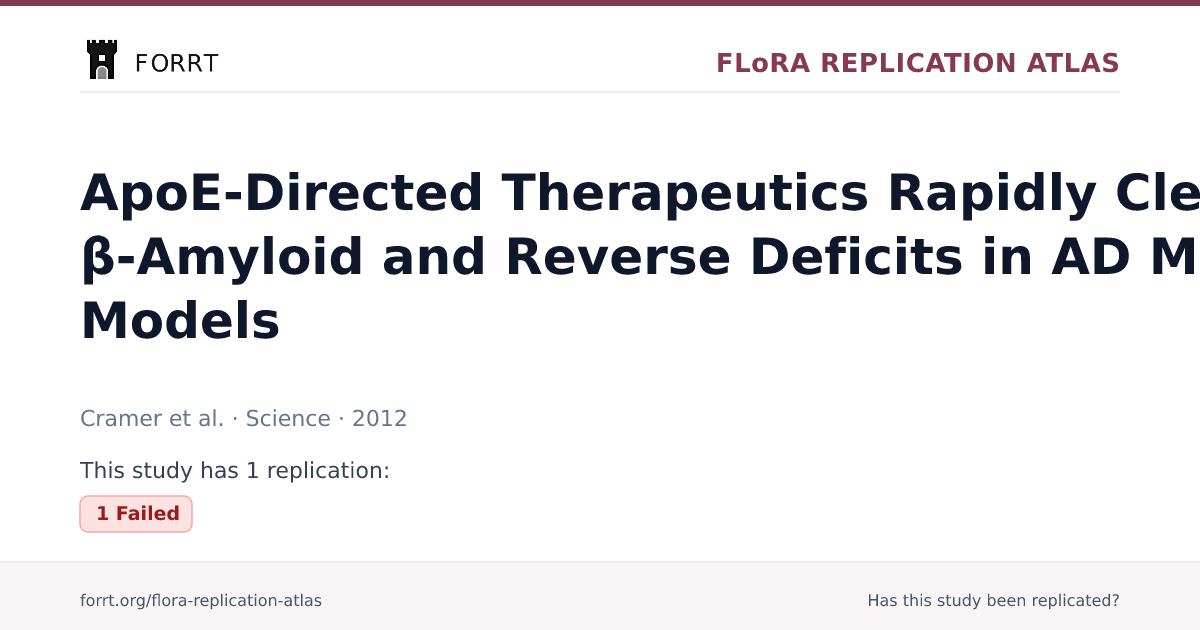 FORRT
FLoRA REPLICATION ATLAS
ApoE-Directed Therapeutics Rapidly Cle
β-Amyloid and Reverse Deficits in AD M
Models
Cramer et al. · Science · 2012
This study has 1 replication:
1 Failed
forrt.org/flora-replication-atlas
Has this study been replicated?